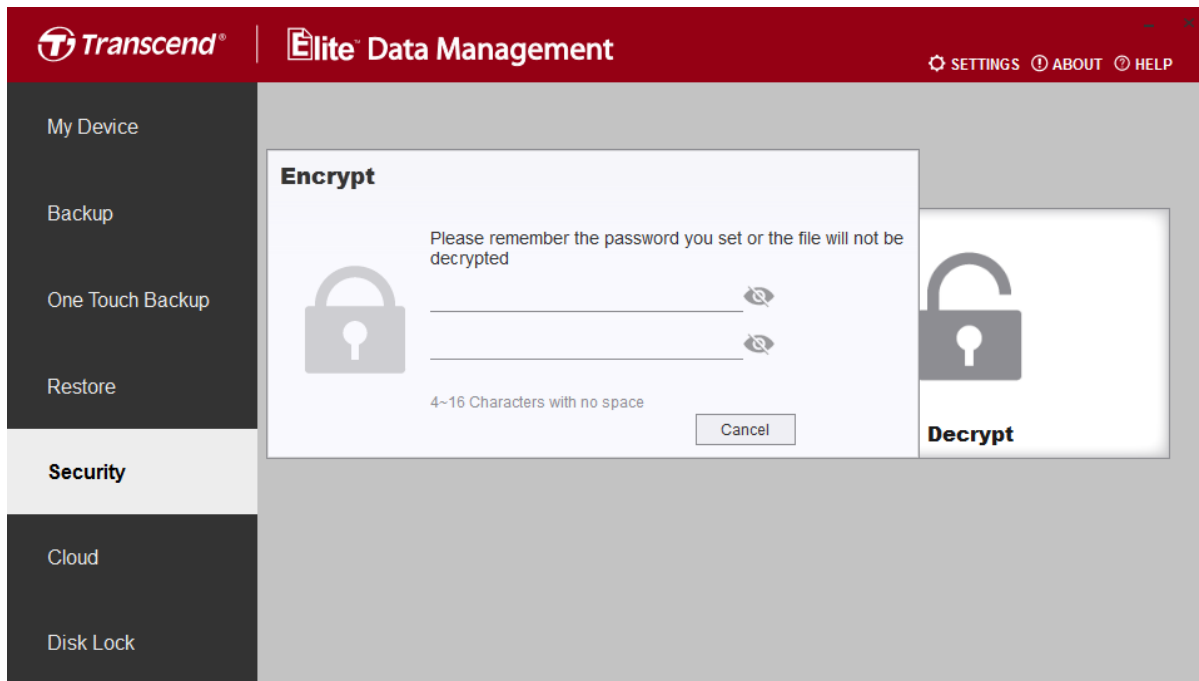 Transcend®
Elite™ Data Management
SETTINGS ABOUT HELP
My Device
Backup
One Touch Backup
Restore
Security
Cloud
Disk Lock
Encrypt
Please remember the password you set or the file will not be
decrypted
4~16 Characters with no space
Cancel
Decrypt